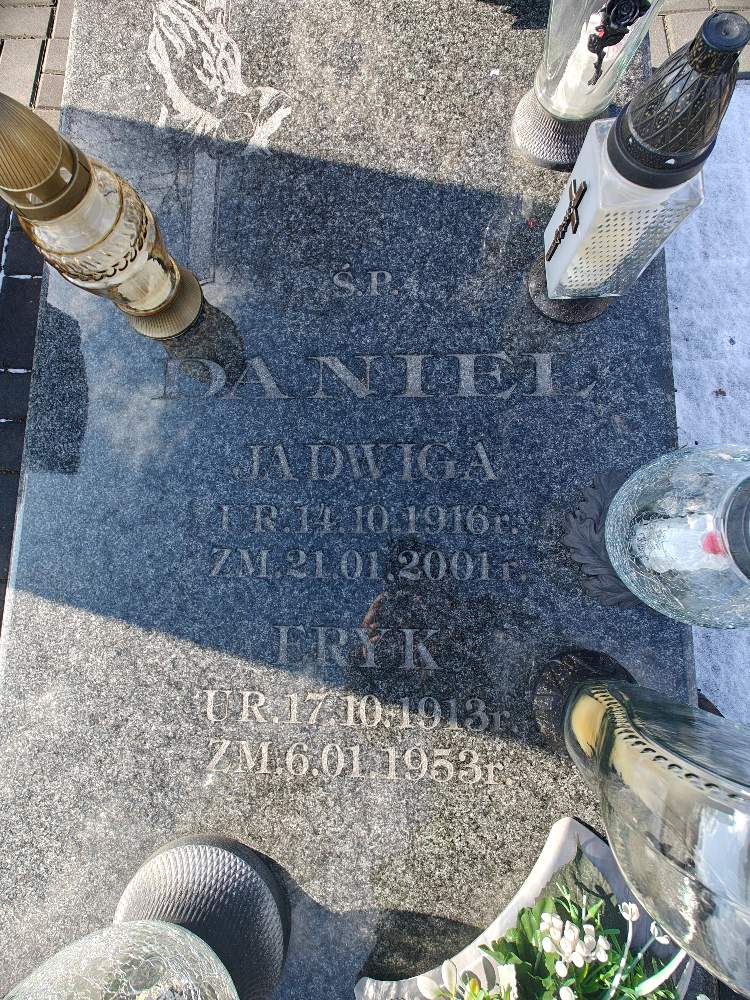 Ś.P.
DANIEL
JADWIGA
UR.14.10.1916r.
ZM.21.01.2001r.
ERYK
UR.17.10.1913r.
ZM.6.01.1953r.